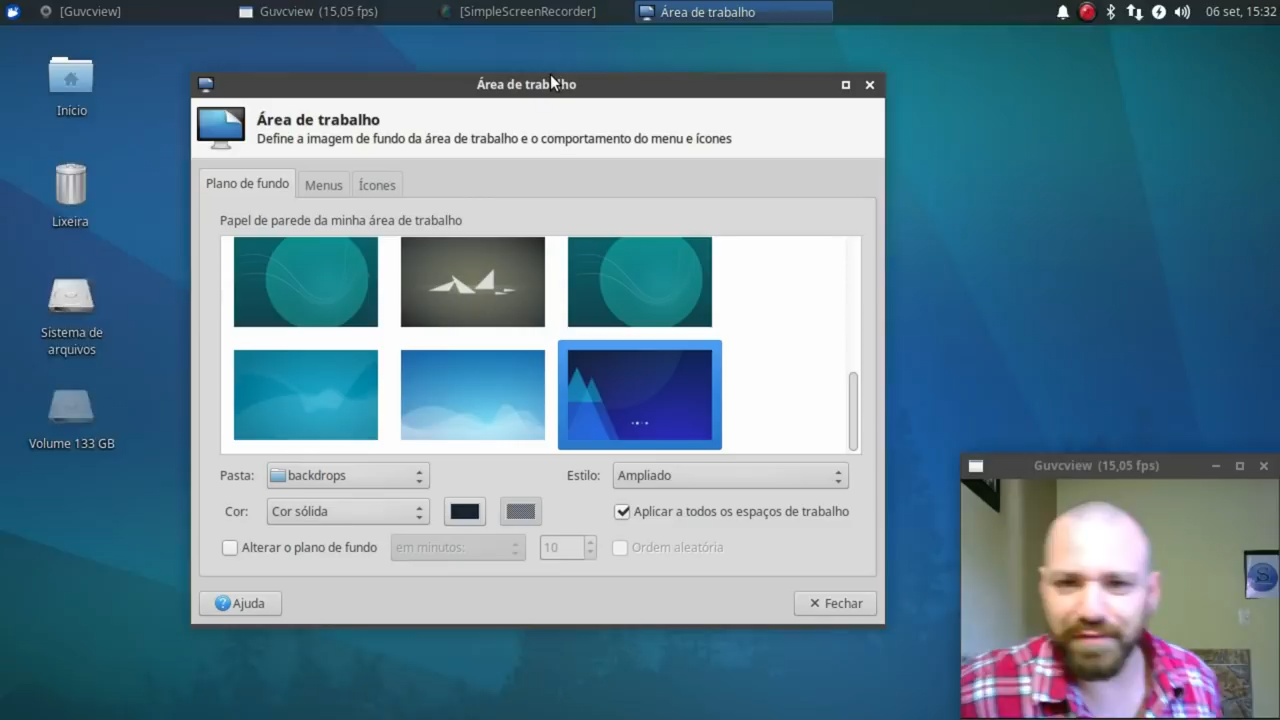 [Guvcview]
Guvcview (15,05 fps)
[SimpleScreenRecorder]
Área de trabalho
06 set, 15:32
Início
Lixeira
Sistema de
arquivos
Volume 133 GB
Área de trabalho
Área de trabalho
Define a imagem de fundo da área de trabalho e o comportamento do menu e ícones
Plano de fundo
Menus
Ícones
Papel de parede da minha área de trabalho
Pasta:
backdrops
Estilo:
Ampliado
Cor:
Cor sólida
Aplicar a todos os espaços de trabalho
Alterar o plano de fundo
em minutos:
10
Ordem aleatória
Ajuda
Fechar
Guvcview (15,05 fps)